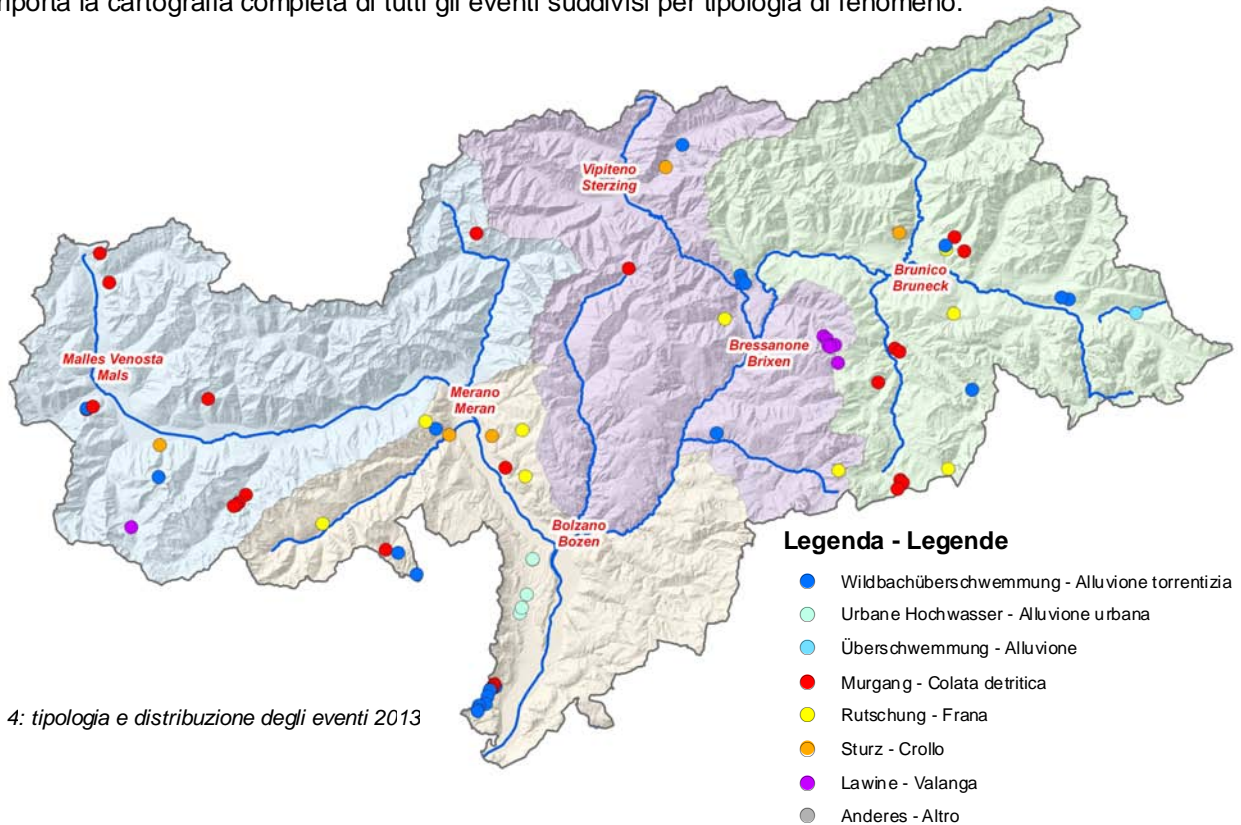 mporta la cartografia completa di tutti gli eventi suddivisi per tipologia di fenomeno.
Vipiteno
Sterzing
Brunico
Bruneck
Malles Venosta
Mals
Bressanone
Brixen
Merano
Meran
Bolzano
Bozen
Legenda - Legende
Wildbachüberschwemmung - Alluvione torrentizia
Urbane Hochwasser - Alluvione urbana
Überschwemmung - Alluvione
Murgang - Colata detritica
Rutschung - Frana
Sturz - Crollo
Lawine - Valanga
Anderes - Altro
4: tipologia e distribuzione degli eventi 2013